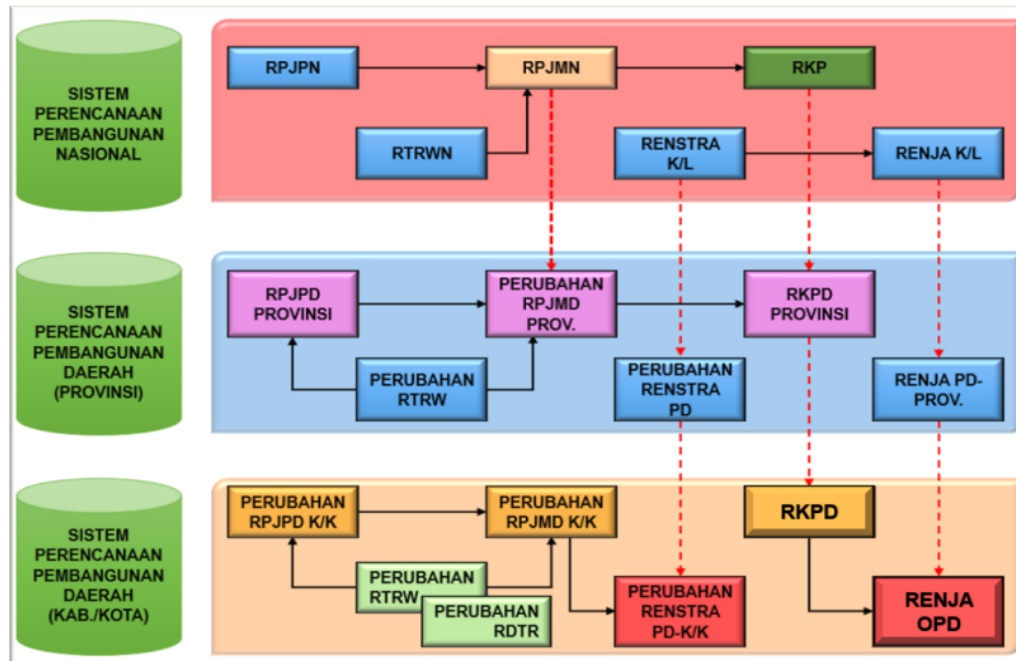 SISTEM
PERENCANAAN
PEMBANGUNAN
NASIONAL
RPJPN
RPJMN
RKP
RTRWN
RENSTRA
K/L
RENJA K/L
SISTEM
PERENCANAAN
PEMBANGUNAN
DAERAH
(PROVINSI)
RPJPD
PROVINSI
PERUBAHAN
RPJMD
PROV.
RKPD
PROVINSI
PERUBAHAN
RTRW
PERUBAHAN
RENSTRA
PD
RENJA PD-
PROV.
SISTEM
PERENCANAAN
PEMBANGUNAN
DAERAH
(KAB./KOTA)
PERUBAHAN
RPJPD K/K
PERUBAHAN
RPJMD K/K
RKPD
PERUBAHAN
RTRW
PERUBAHAN
RDTR
PERUBAHAN
RENSTRA
PD-K/K
RENJA
OPD